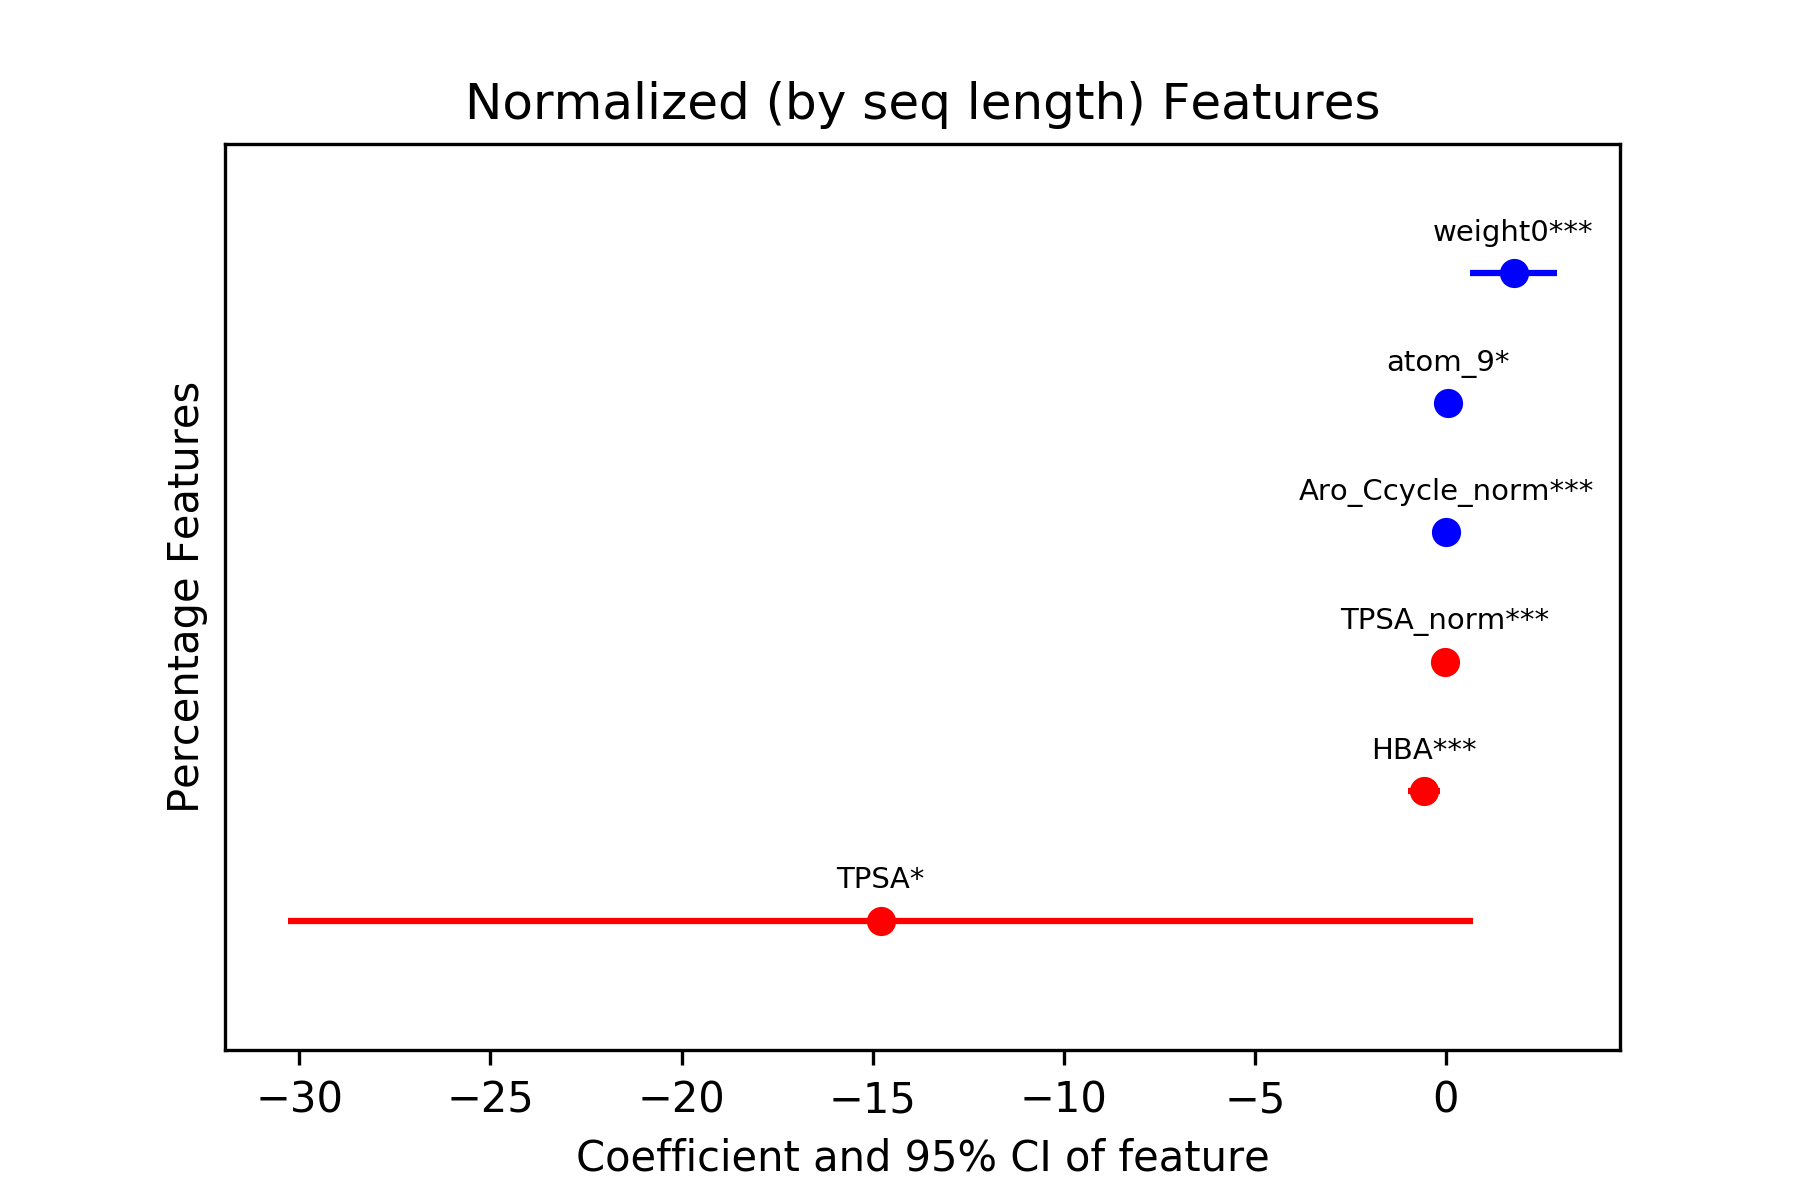 Normalized (by seq length) Features
weight0***
atom_9*
Aro_Ccycle_norm***
TPSA_norm***
HBA***
TPSA*
Percentage Features
−30 −25 −20 −15 −10 −5 0
Coefficient and 95% CI of feature